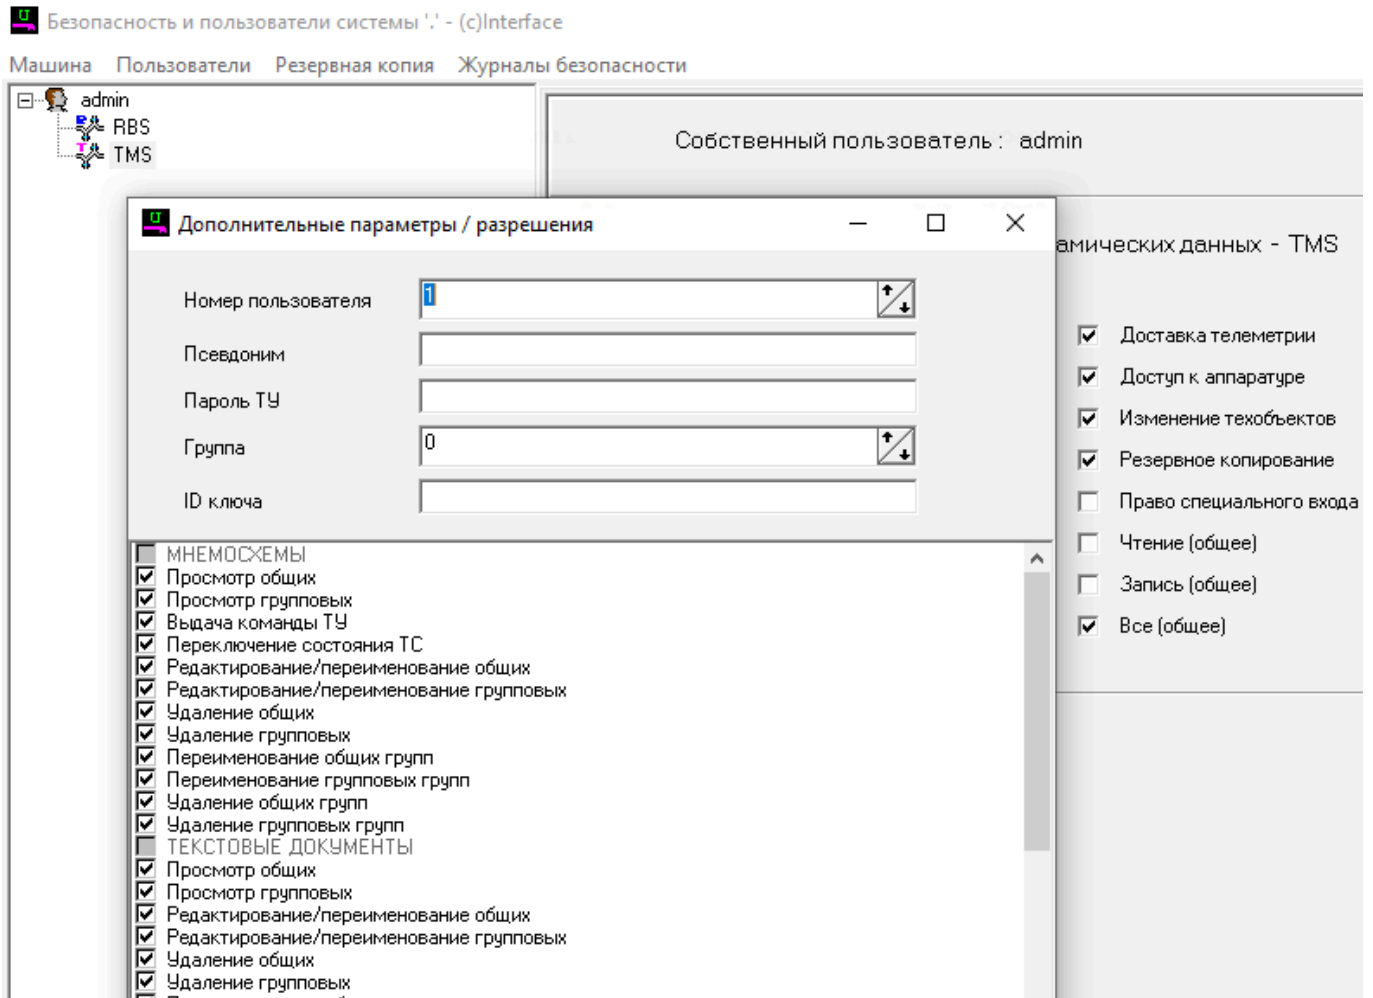 Безопасность и пользователи системы '.' - (c)Interface
Машина Пользователи Резервная копия Журналы безопасности
admin
RBS
TMS
Собственный пользователь : admin
Дополнительные параметры / разрешения
амических данных - TMS
Номер пользователя 1
Псевдоним
Пароль ТУ
Группа 0
ID ключа
Доставка телеметрии
Доступ к аппаратуре
Изменение техобъектов
Резервное копирование
Право специального входа
Чтение (общее)
Запись (общее)
Все (общее)
МНЕМОСХЕМЫ
Просмотр общих
Просмотр групповых
Выдача команды ТУ
Переключение состояния ТС
Редактирование/переименование общих
Редактирование/переименование групповых
Удаление общих
Удаление групповых
Переименование общих групп
Переименование групповых групп
Удаление общих групп
Удаление групповых групп
ТЕКСТОВЫЕ ДОКУМЕНТЫ
Просмотр общих
Просмотр групповых
Редактирование/переименование общих
Редактирование/переименование групповых
Удаление общих
Удаление групповых